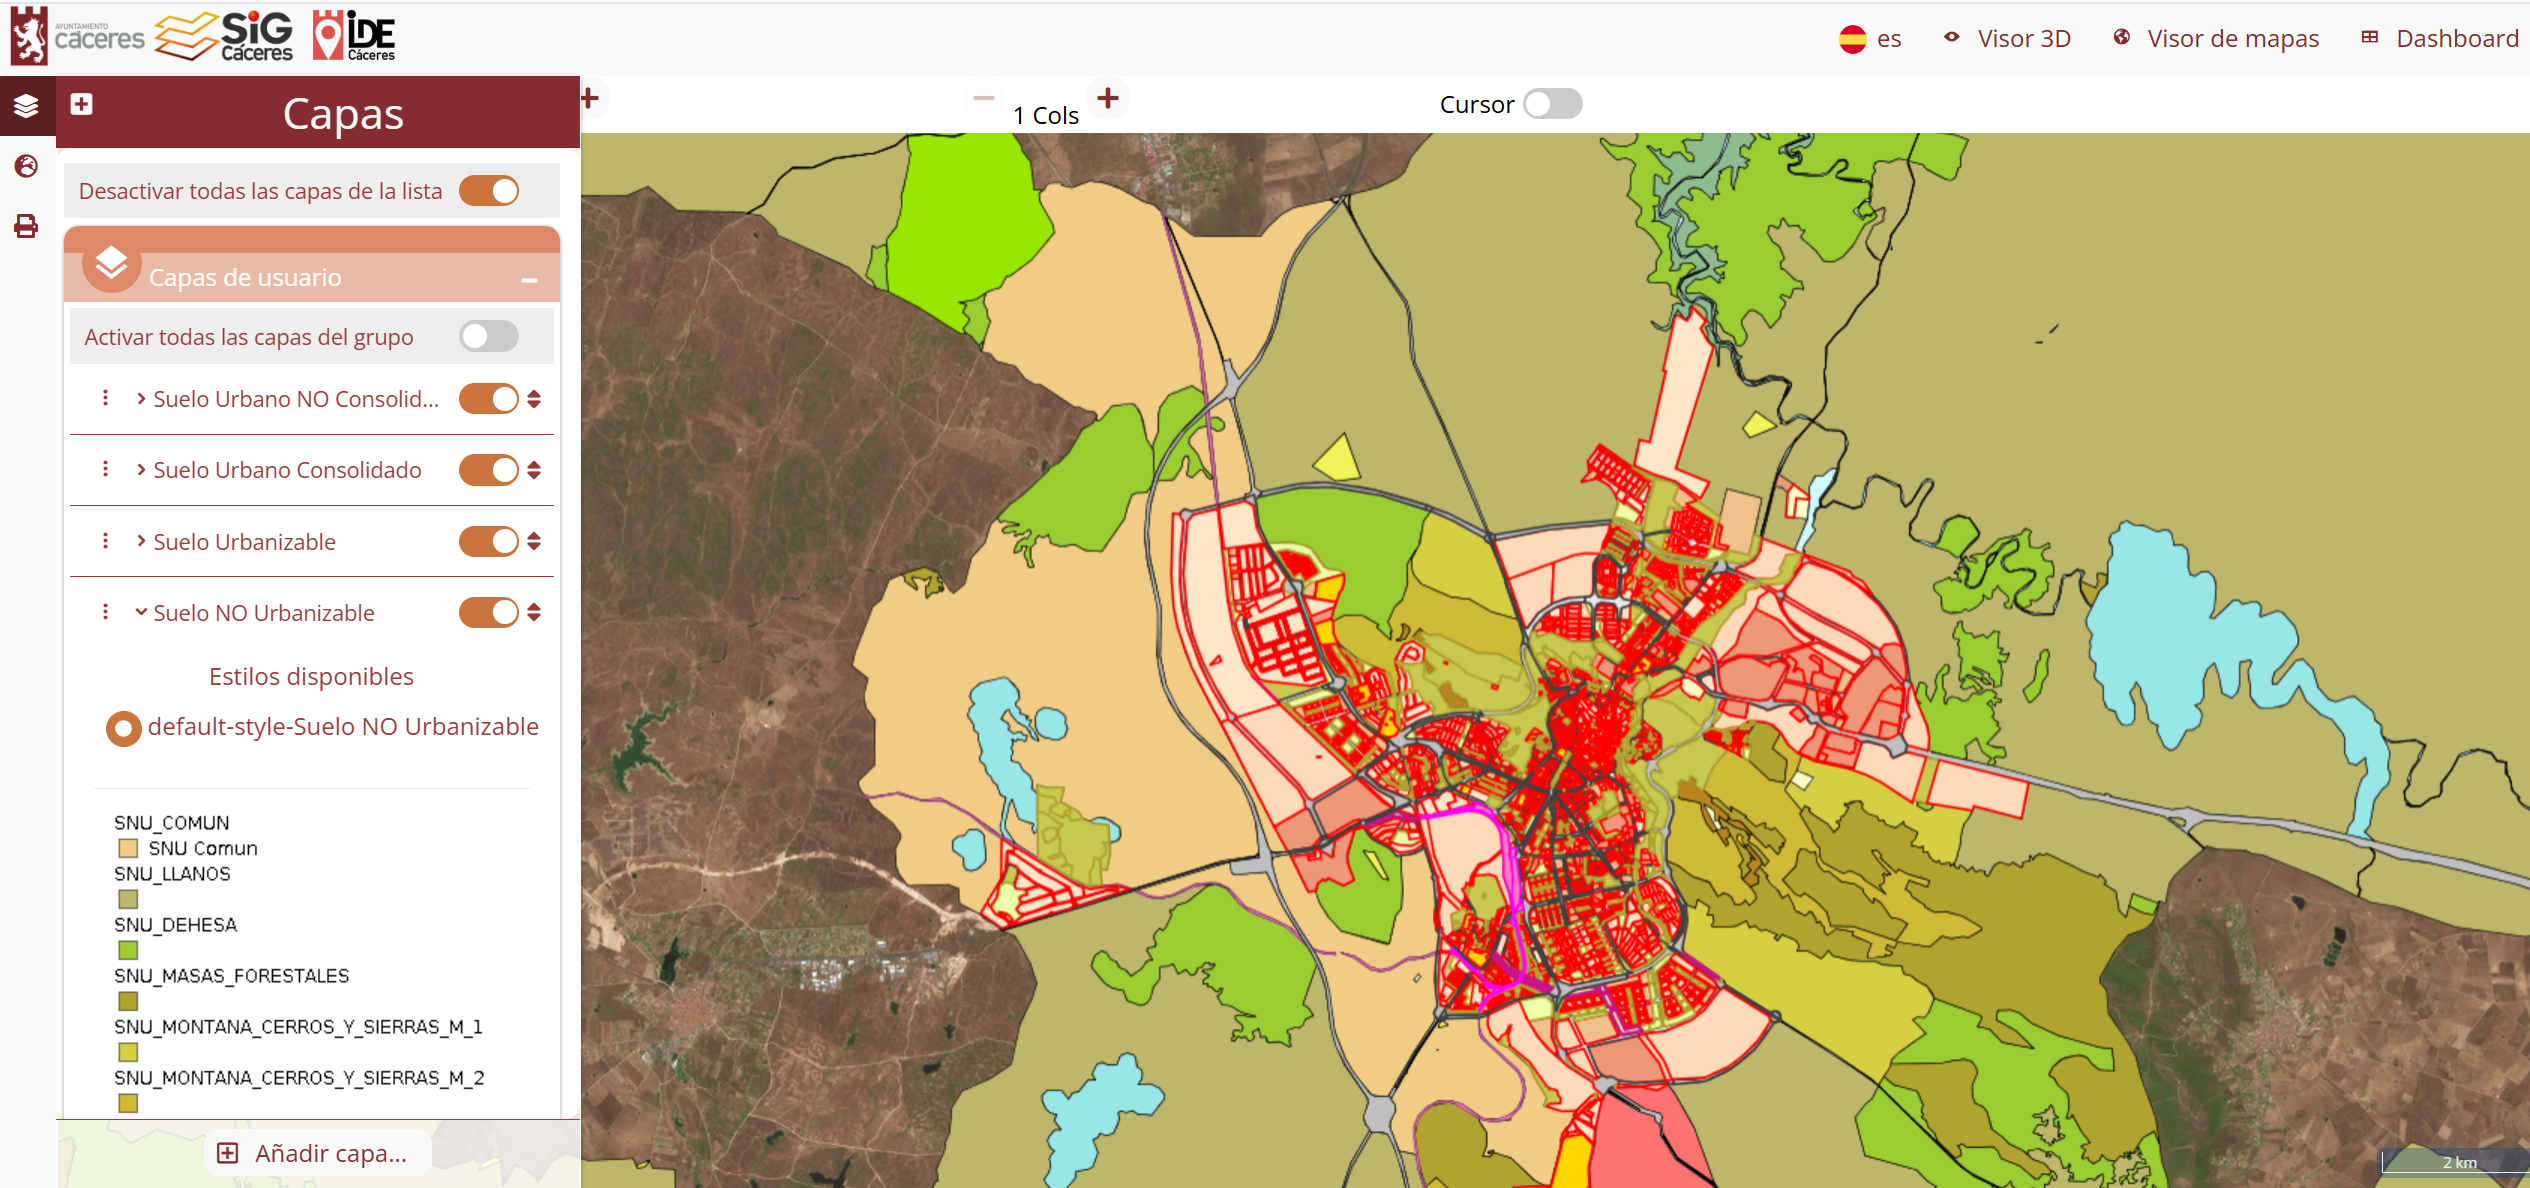 AYUNTAMIENTO
cáceres
SiG
Cáceres
iDE
Cáceres
es
Visor 3D
Visor de mapas
Dashboard
Capas
1 Cols
Cursor
Desactivar todas las capas de la lista
Capas de usuario
Activar todas las capas del grupo
Suelo Urbano NO Consolid...
Suelo Urbano Consolidado
Suelo Urbanizable
Suelo NO Urbanizable
Estilos disponibles
default-style-Suelo NO Urbanizable
SNU_COMUN
SNU Comun
SNU_LLANOS
SNU_DEHESA
SNU_MASAS_FORESTALES
SNU_MONTANA_CERROS_Y_SIERRAS_M_1
SNU_MONTANA_CERROS_Y_SIERRAS_M_2
Añadir capa...
2 km